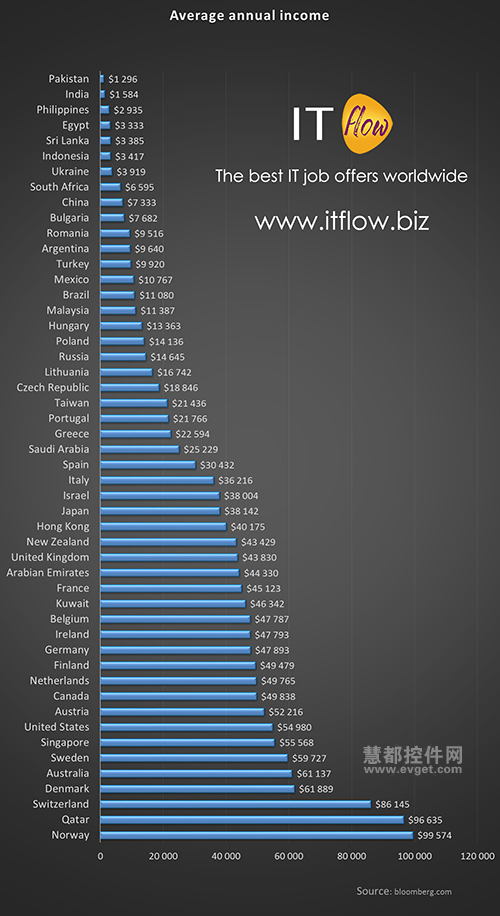 Average annual income
Pakistan $1 296
India $1 584
Philippines $2 935
Egypt $3 333
Sri Lanka $3 385
Indonesia $3 417
Ukraine $3 919
South Africa $6 595
China $7 333
Bulgaria $7 682
Romania $9 516
Argentina $9 640
Turkey $9 920
Mexico $10 767
Brazil $11 080
Malaysia $11 387
Hungary $13 363
Poland $14 136
Russia $14 645
Lithuania $16 742
Czech Republic $18 846
Taiwan $21 436
Portugal $21 766
Greece $22 594
Saudi Arabia $25 229
Spain $30 432
Italy $36 216
Israel $38 004
Japan $38 142
Hong Kong $40 175
New Zealand $43 429
United Kingdom $43 830
Arabian Emirates $44 330
France $45 123
Kuwait $46 342
Belgium $47 787
Ireland $47 793
Germany $47 893
Finland $49 479
Netherlands $49 765
Canada $49 838
Austria $52 216
United States $54 980
Singapore $55 568
Sweden $59 727
Australia $61 137
Denmark $61 889
Switzerland $86 145
Qatar $96 635
Norway $99 574
0 20 000 40 000 60 000 80 000 100 000 120 000
IT flow
The best IT job offers worldwide
www.itflow.biz
慧都控件网
www.evget.com
Source: bloomberg.com